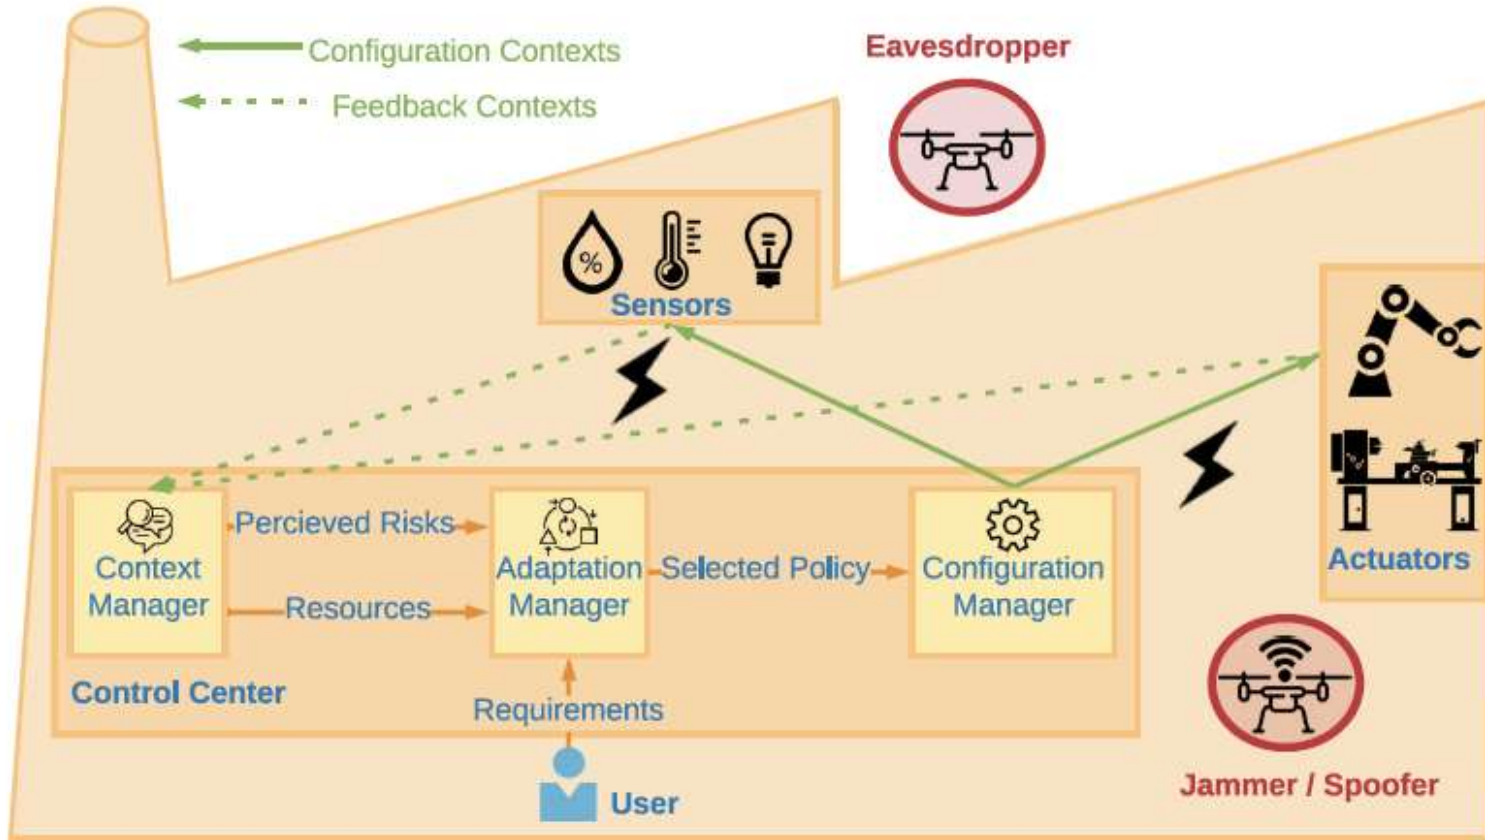 Configuration Contexts
Feedback Contexts
Eavesdropper
%
Sensors
Percieved Risks
Context
Manager
Resources
Adaptation
Manager
Selected Policy
Configuration
Manager
Actuators
Control Center
Requirements
User
Jammer / Spoofer